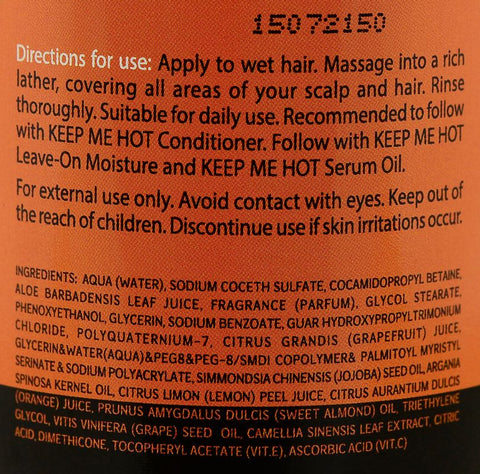 15072150
Directions for use: Apply to wet hair. Massage into a rich
lather, covering all areas of your scalp and hair. Rinse
thoroughly. Suitable for daily use. Recommended to follow
with KEEP ME HOT Conditioner. Follow with KEEP ME HOT
Leave-On Moisture and KEEP ME HOT Serum Oil.
For external use only. Avoid contact with eyes. Keep out of
the reach of children. Discontinue use if skin irritations occur.
INGREDIENTS: AQUA (WATER), SODIUM COCETH SULFATE, COCAMIDOPROPYL BETAINE,
ALOE BARBADENSIS LEAF JUICE, FRAGRANCE (PARFUM), GLYCOL STEARATE,
PHENOXYETHANOL, GLYCERIN, SODIUM BENZOATE, GUAR HYDROXYPROPYLTRIMONIUM
CHLORIDE, POLYQUATERNIUM-7, CITRUS GRANDIS (GRAPEFRUIT) JUICE,
GLYCERIN&WATER(AQUA)&PEG8&PEG-8/SMDI COPOLYMER& PALMITOYL MYRISTYL
SERINATE & SODIUM POLYACRYLATE, SIMMONDSIA CHINENSIS (JOJOBA) SEED OIL, ARGANIA
SPINOSA KERNEL OIL, CITRUS LIMON (LEMON) PEEL JUICE, CITRUS AURANTIUM DULCIS
(ORANGE) JUICE, PRUNUS AMYGDALUS DULCIS (SWEET ALMOND) OIL, TRIETHYLENE
GLYCOL, VITIS VINIFERA (GRAPE) SEED OIL, CAMELLIA SINENSIS LEAF EXTRACT, CITRIC
ACID, DIMETHICONE, TOCOPHERYL ACETATE (VIT.E), ASCORBIC ACID (VIT.C)